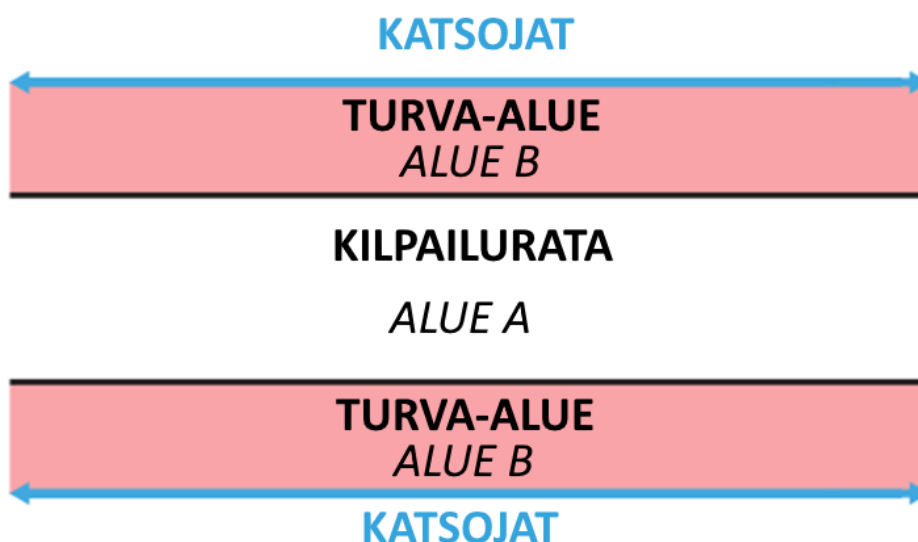 KATSOJAT
TURVA-ALUE
ALUE B
KILPAILURATA
ALUE A
TURVA-ALUE
ALUE B
KATSOJAT